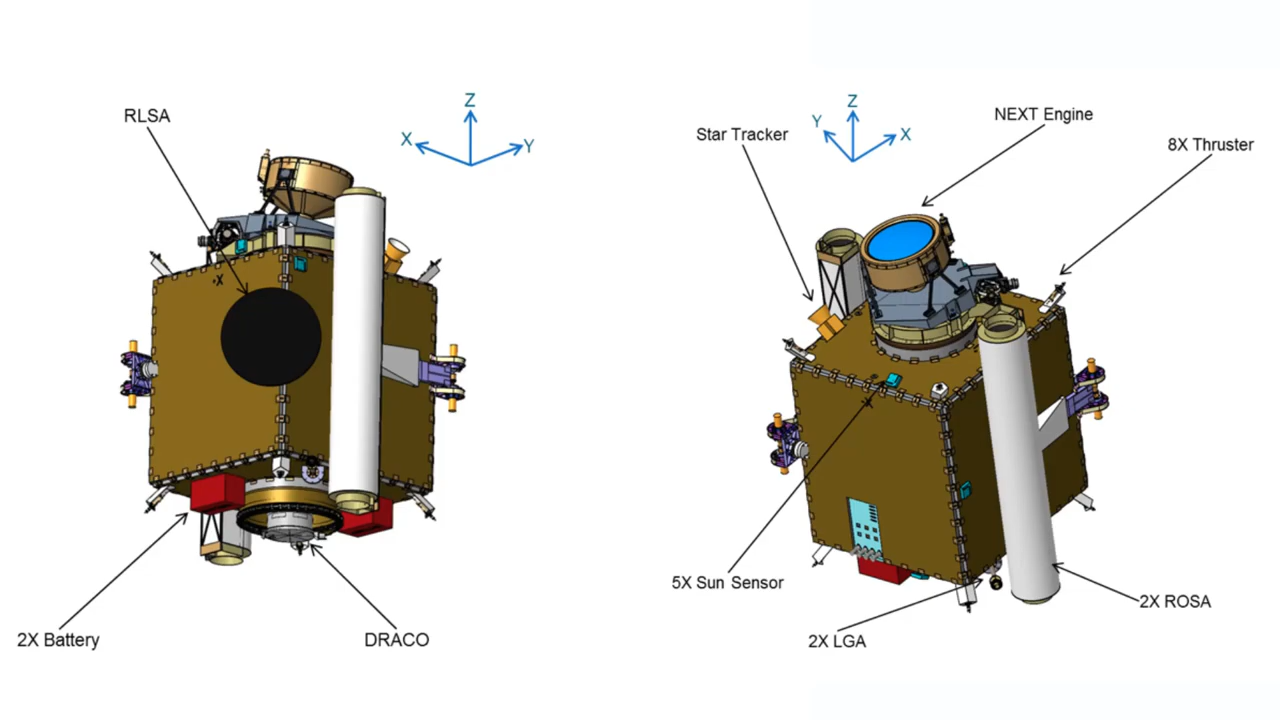 RLSA
Z
X
Y
2X Battery
DRACO
Z
Y
X
Star Tracker
NEXT Engine
8X Thruster
5X Sun Sensor
2X LGA
2X ROSA